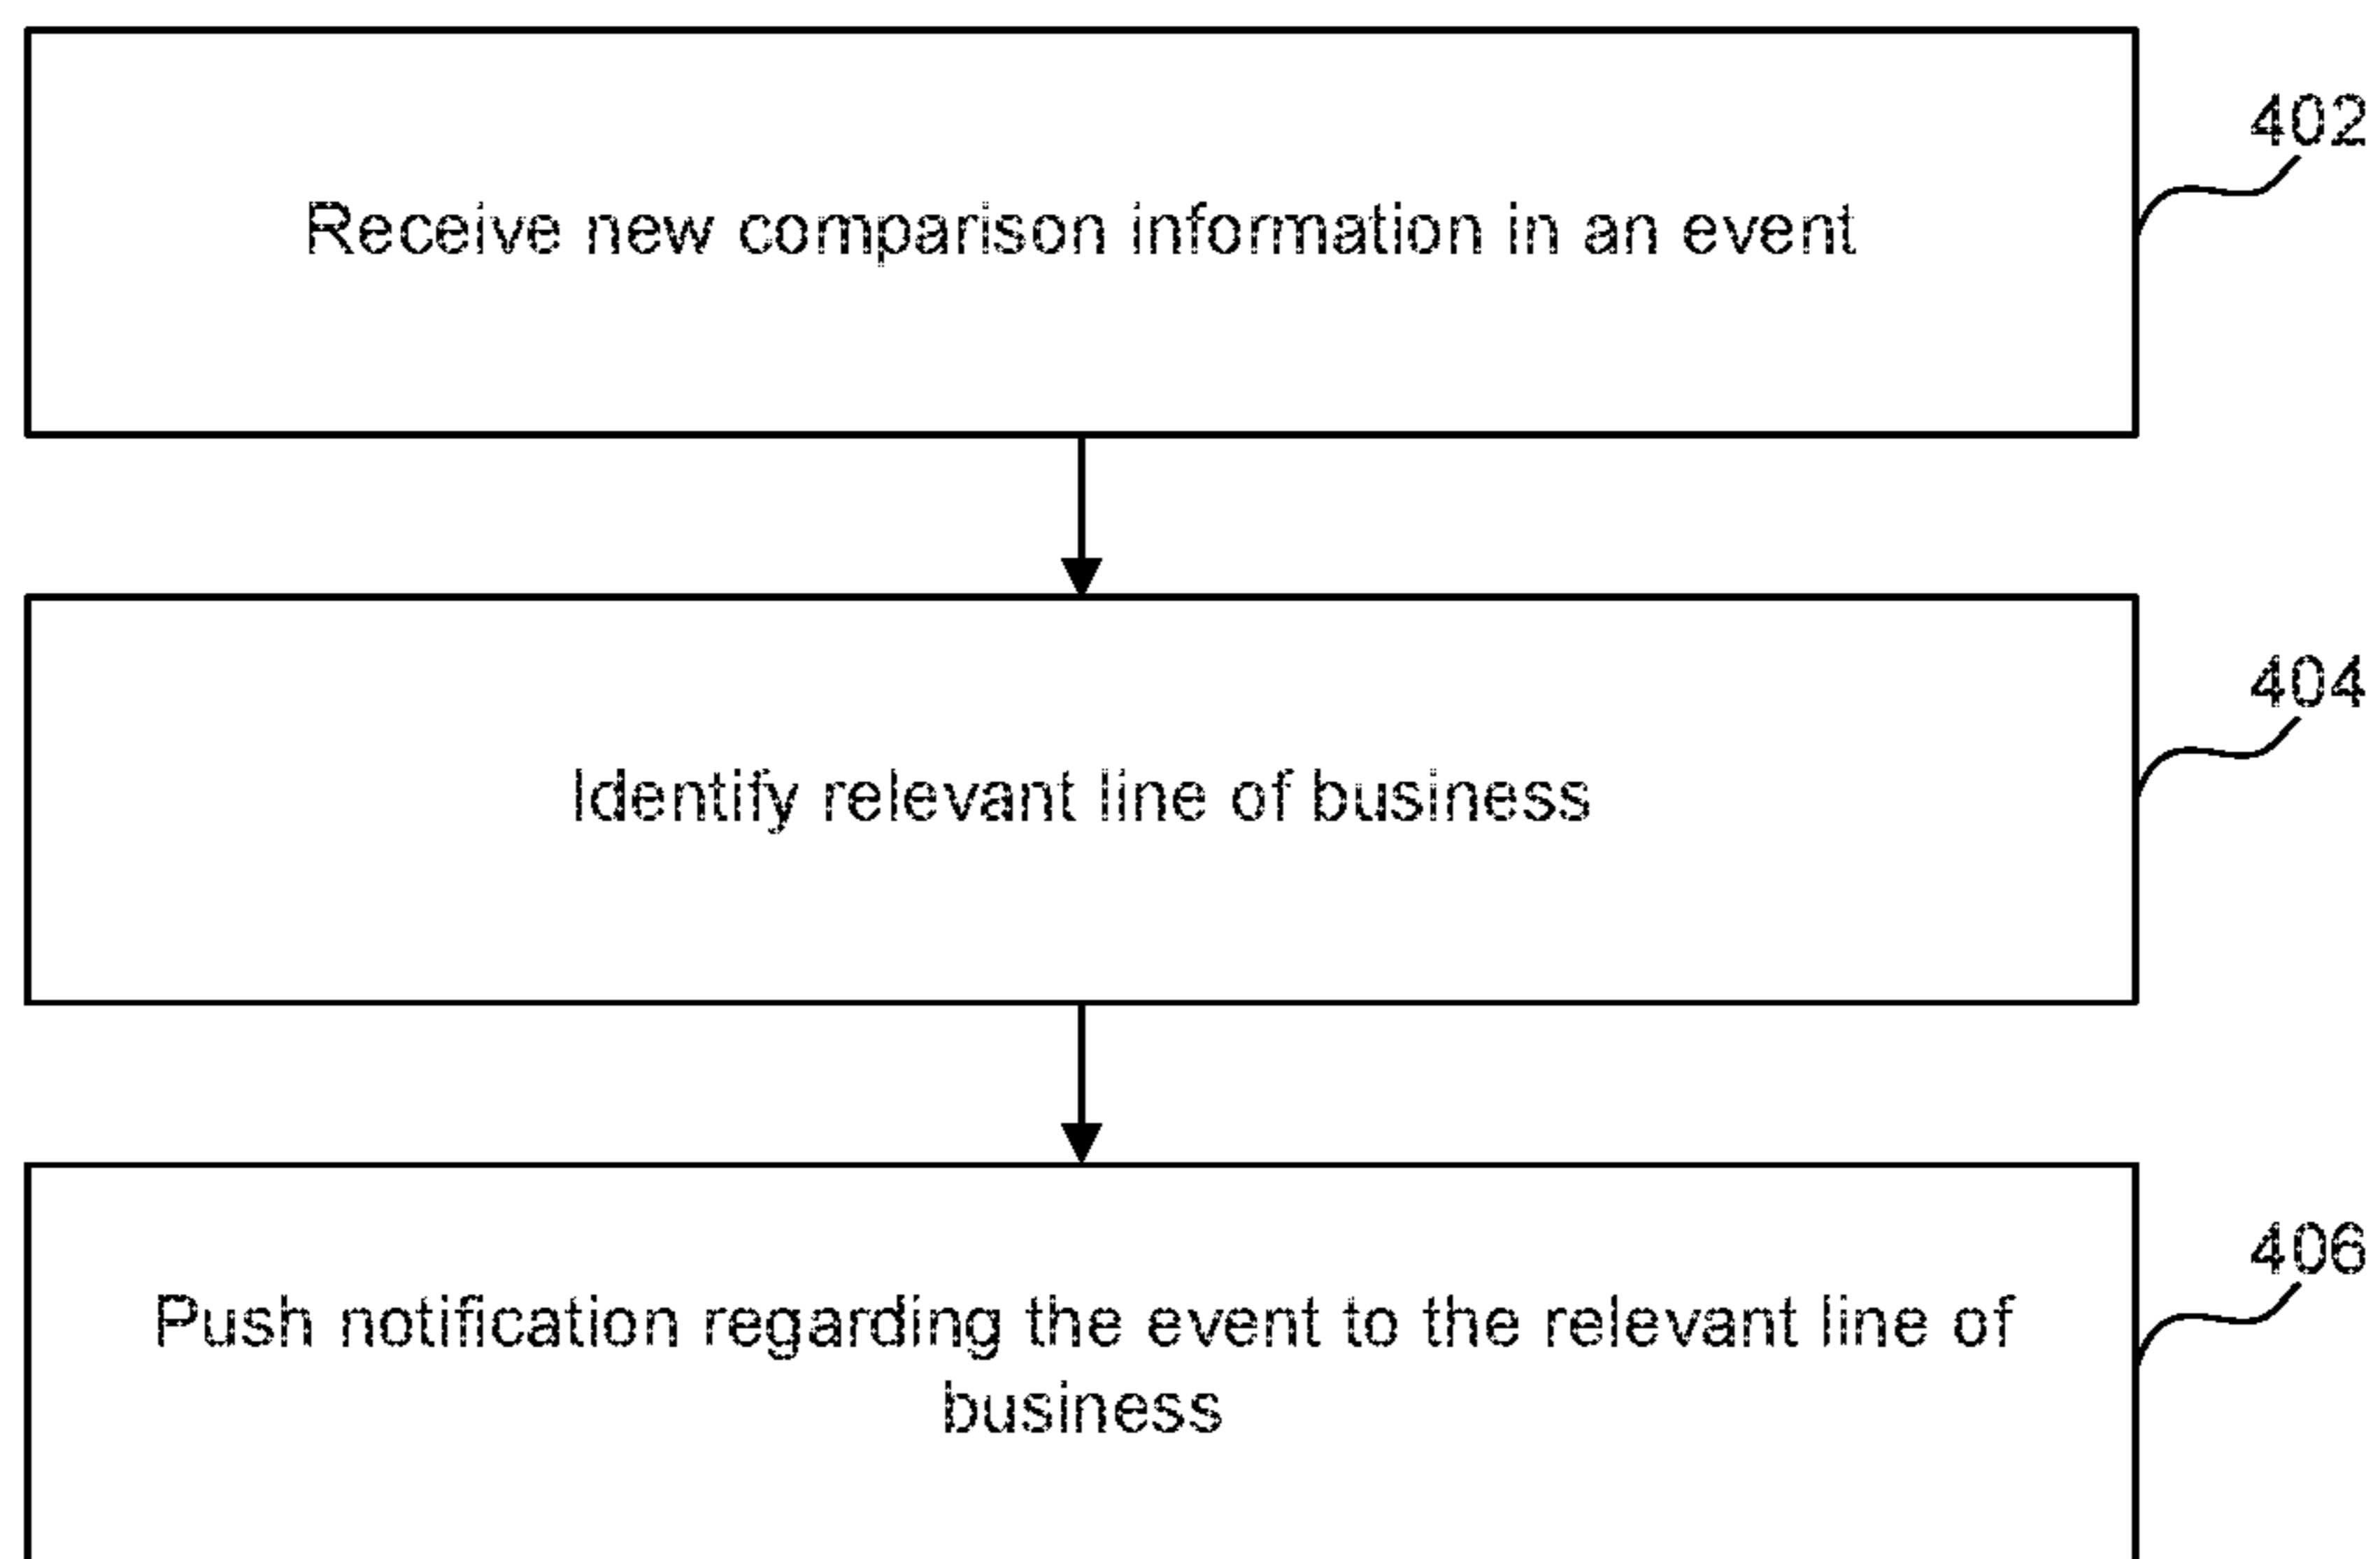 402
Receive new comparison information in an event
404
Identify relevant line of business
406
Push notification regarding the event to the relevant line of
business